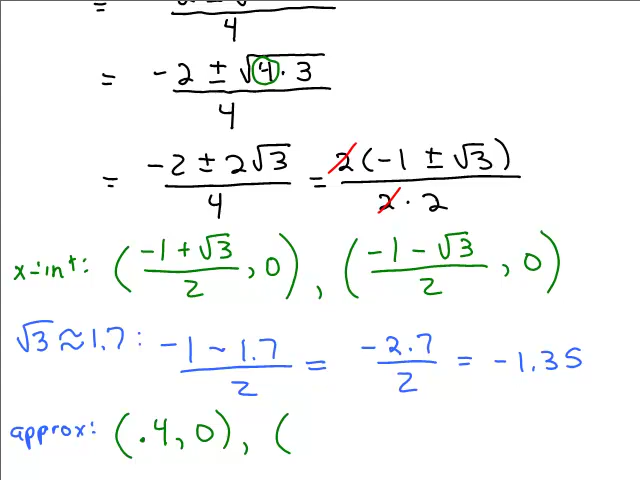 = 4
= -2 ± √4·3 / 4
= -2 ± 2√3 / 4 = 2(-1 ± √3) / 2·2
x-int: (-1 + √3 / 2, 0), (-1 - √3 / 2, 0)
√3 ≈ 1.7: -1 - 1.7 / 2 = -2.7 / 2 = -1.35
approx: (.4, 0), (